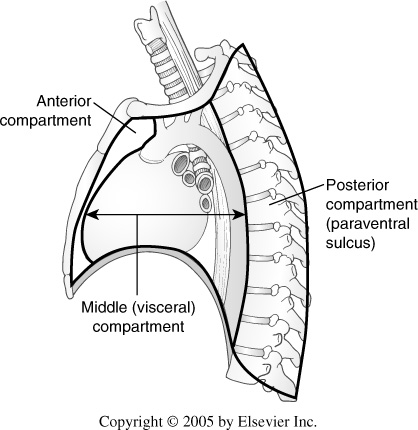 Anterior
compartment
Posterior
compartment
(paraventral
sulcus)
Middle (visceral)
compartment
Copyright © 2005 by Elsevier Inc.